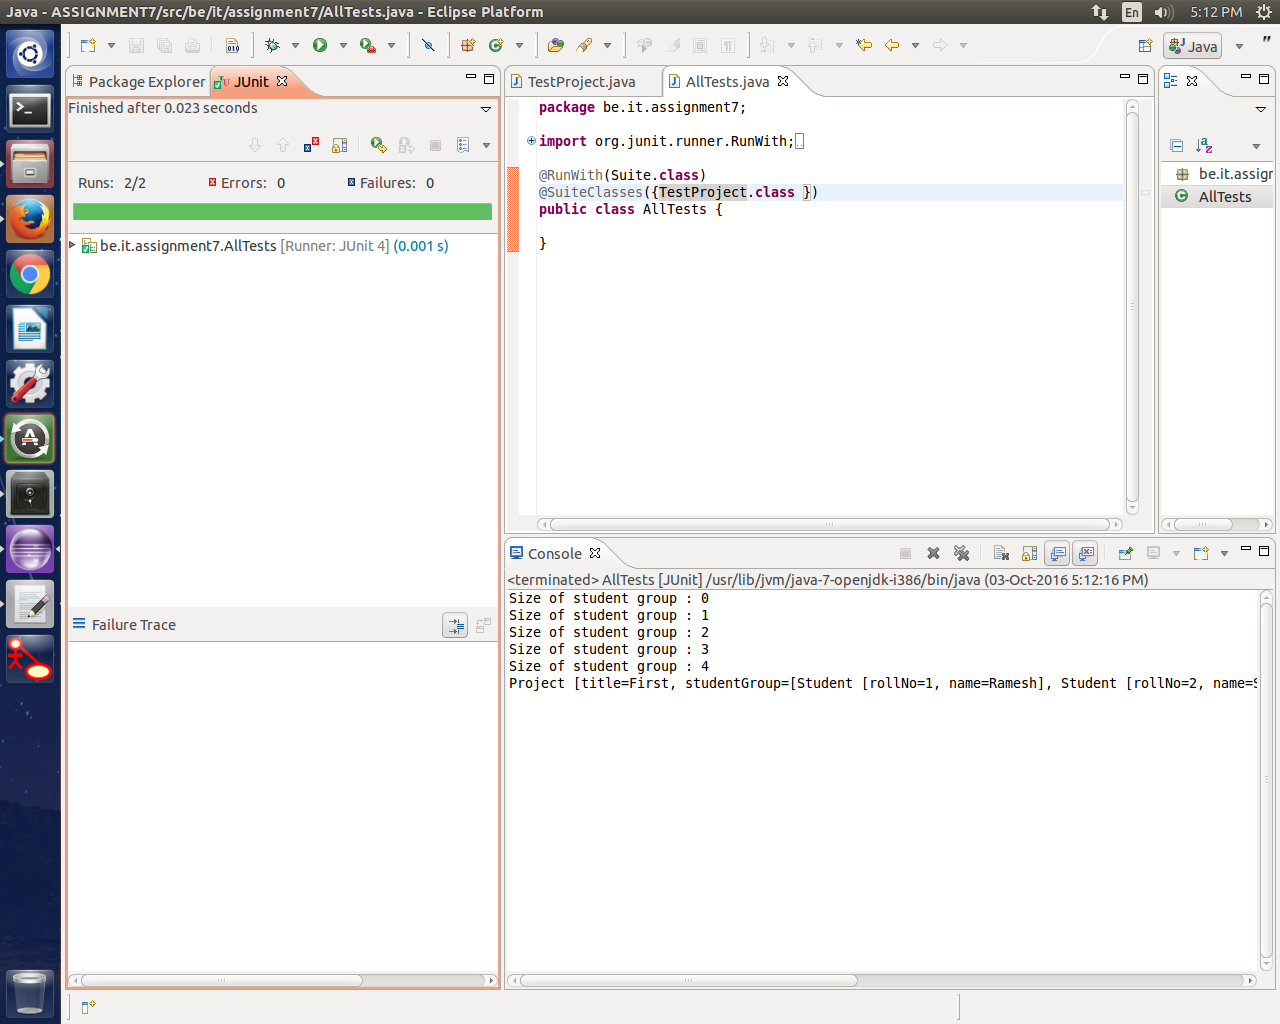 Java - ASSIGNMENT7/src/be/it/assignment7/AllTests.java - Eclipse Platform
En
5:12 PM
Java
"
Package Explorer
JUnit
Finished after 0.023 seconds
Runs: 2/2
Errors: 0
Failures: 0
be.it.assignment7.AllTests [Runner: JUnit 4] (0.001 s)
Failure Trace
TestProject.java
AllTests.java
package be.it.assignment7;
import org.junit.runner.RunWith;
@RunWith(Suite.class)
@SuiteClasses({TestProject.class })
public class AllTests {
}
be.it.assign
AllTests
Console
<terminated> AllTests [JUnit] /usr/lib/jvm/java-7-openjdk-i386/bin/java (03-Oct-2016 5:12:16 PM)
Size of student group : 0
Size of student group : 1
Size of student group : 2
Size of student group : 3
Size of student group : 4
Project [title=First, studentGroup=[Student [rollNo=1, name=Ramesh], Student [rollNo=2, name=S